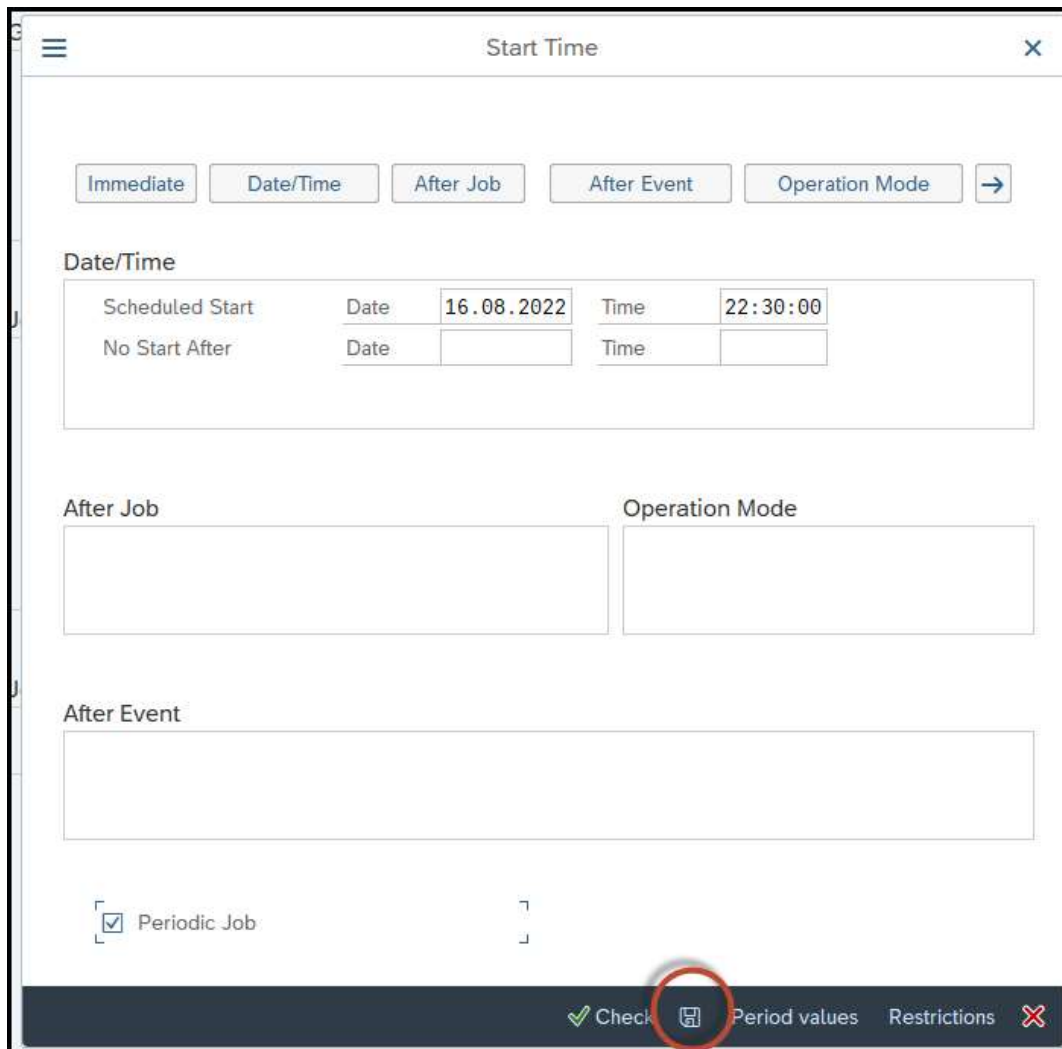 Start Time
Immediate Date/Time After Job After Event Operation Mode
Date/Time
Scheduled Start Date 16.08.2022 Time 22:30:00
No Start After Date Time
After Job Operation Mode
After Event
Periodic Job
Check Period values Restrictions